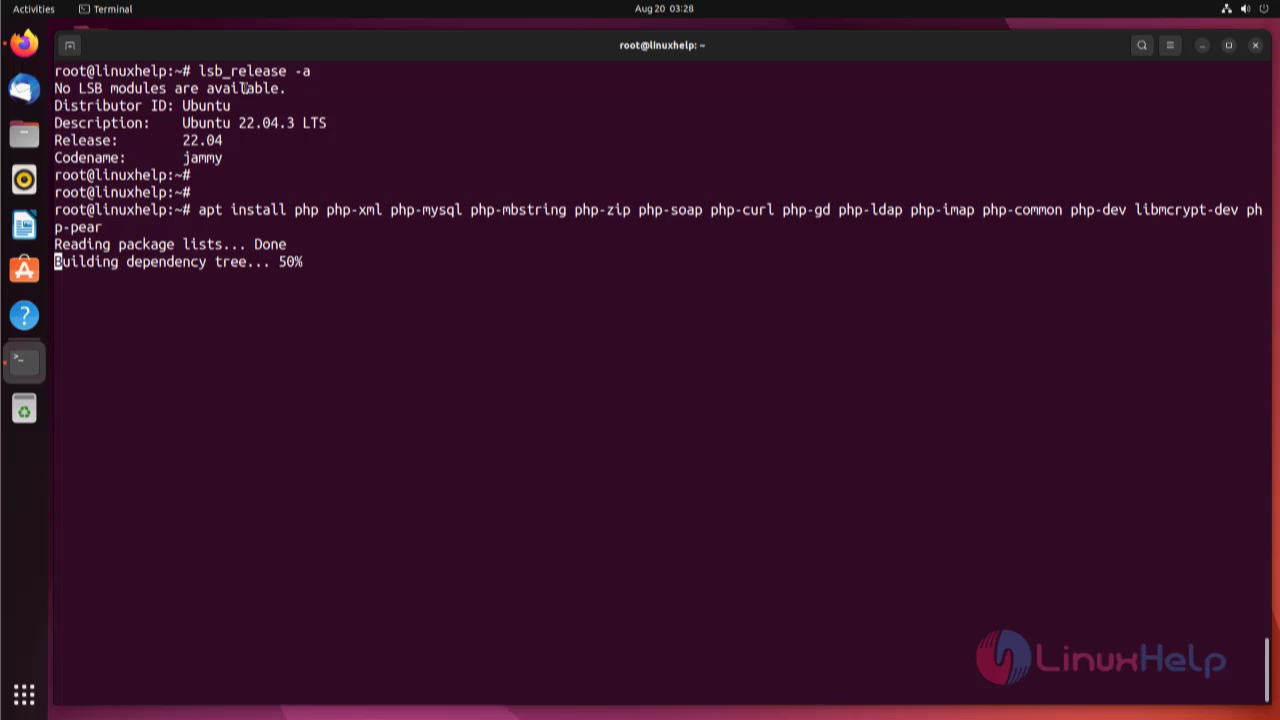 Activities
Terminal
Aug 20 03:28
root@linuxhelp: ~
root@linuxhelp:~# lsb_release -a
No LSB modules are available.
Distributor ID: Ubuntu
Description: Ubuntu 22.04.3 LTS
Release: 22.04
Codename: jammy
root@linuxhelp:~#
root@linuxhelp:~#
root@linuxhelp:~# apt install php php-xml php-mysql php-mbstring php-zip php-soap php-curl php-gd php-ldap php-imap php-common php-dev libmcrypt-dev ph
p-pear
Reading package lists... Done
Building dependency tree... 50%
LinuxHelp